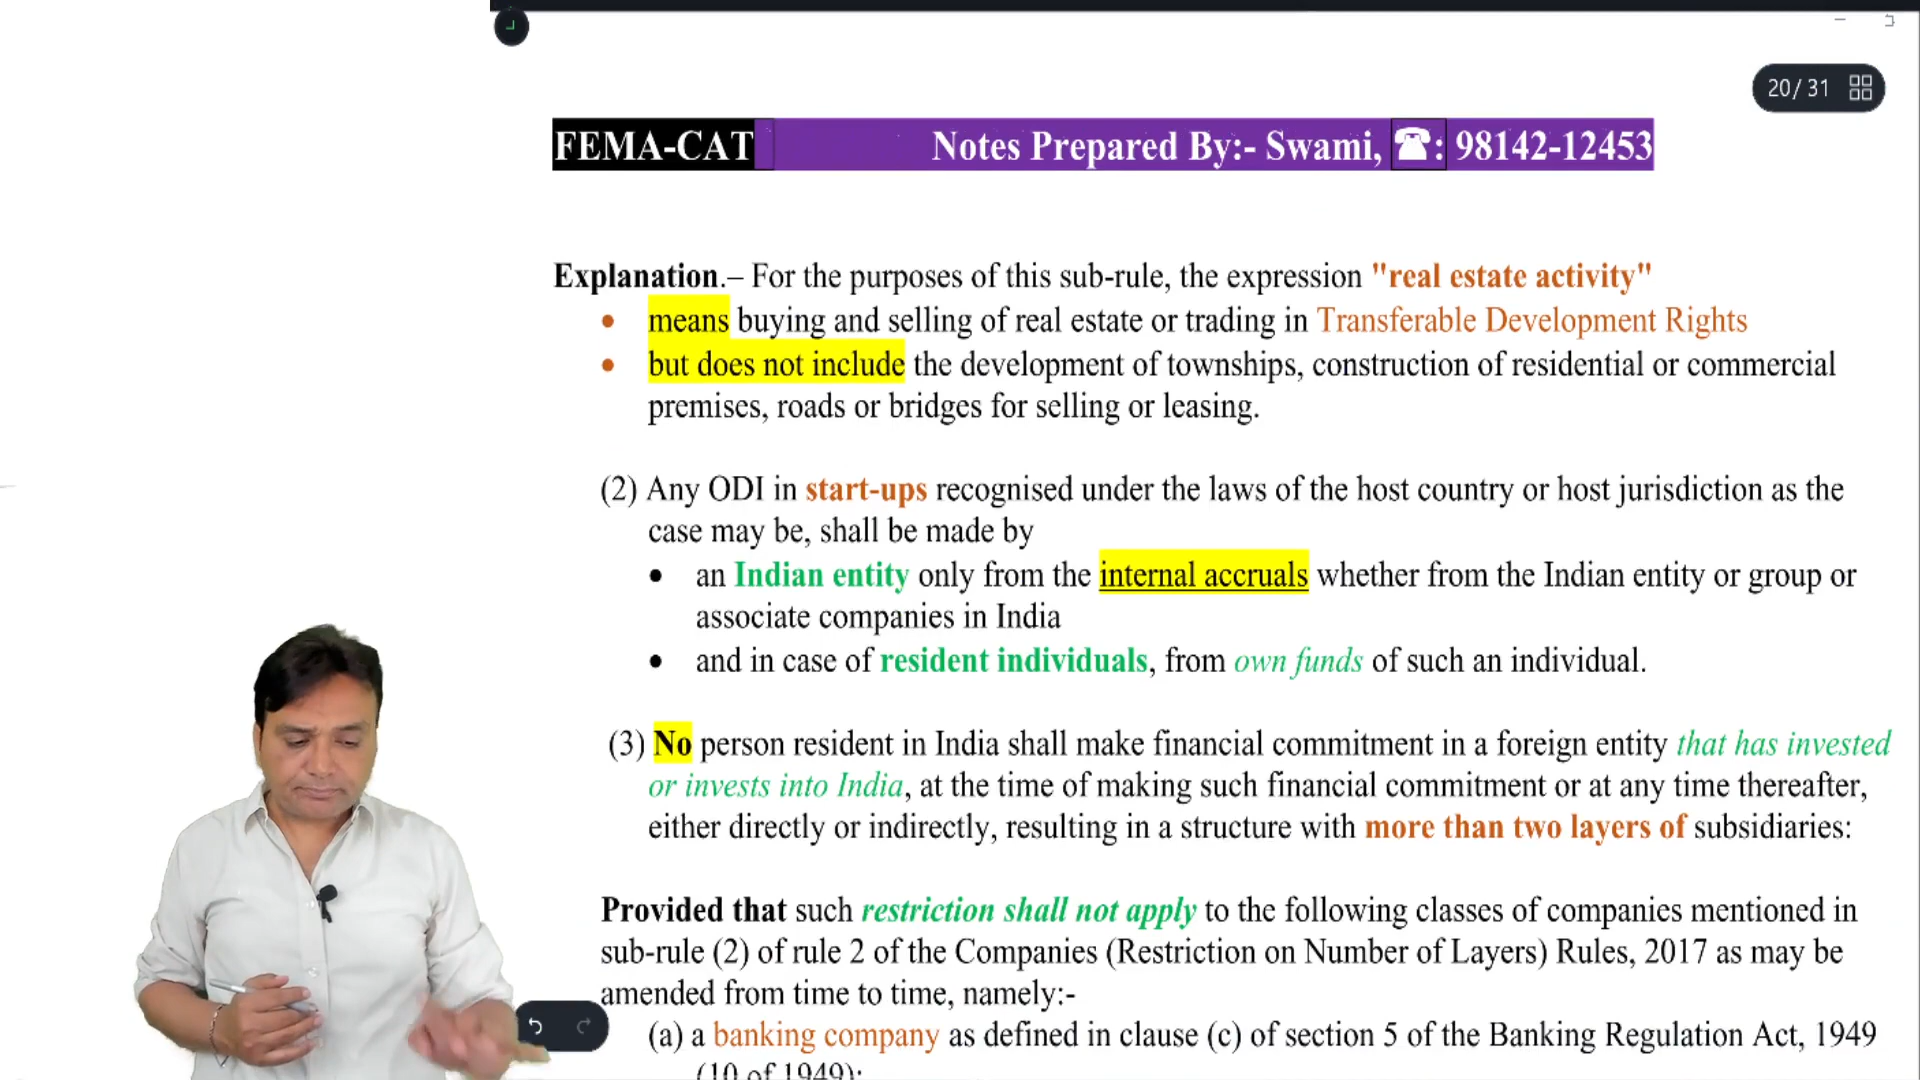 20/ 31
FEMA-CAT Notes Prepared By:- Swami, ☎: 98142-12453
Explanation.– For the purposes of this sub-rule, the expression "real estate activity"
• means buying and selling of real estate or trading in Transferable Development Rights
• but does not include the development of townships, construction of residential or commercial
premises, roads or bridges for selling or leasing.
(2) Any ODI in start-ups recognised under the laws of the host country or host jurisdiction as the
case may be, shall be made by
• an Indian entity only from the internal accruals whether from the Indian entity or group or
associate companies in India
• and in case of resident individuals, from own funds of such an individual.
(3) No person resident in India shall make financial commitment in a foreign entity that has invested
or invests into India, at the time of making such financial commitment or at any time thereafter,
either directly or indirectly, resulting in a structure with more than two layers of subsidiaries:
Provided that such restriction shall not apply to the following classes of companies mentioned in
sub-rule (2) of rule 2 of the Companies (Restriction on Number of Layers) Rules, 2017 as may be
amended from time to time, namely:-
(a) a banking company as defined in clause (c) of section 5 of the Banking Regulation Act, 1949
(10 of 1949);